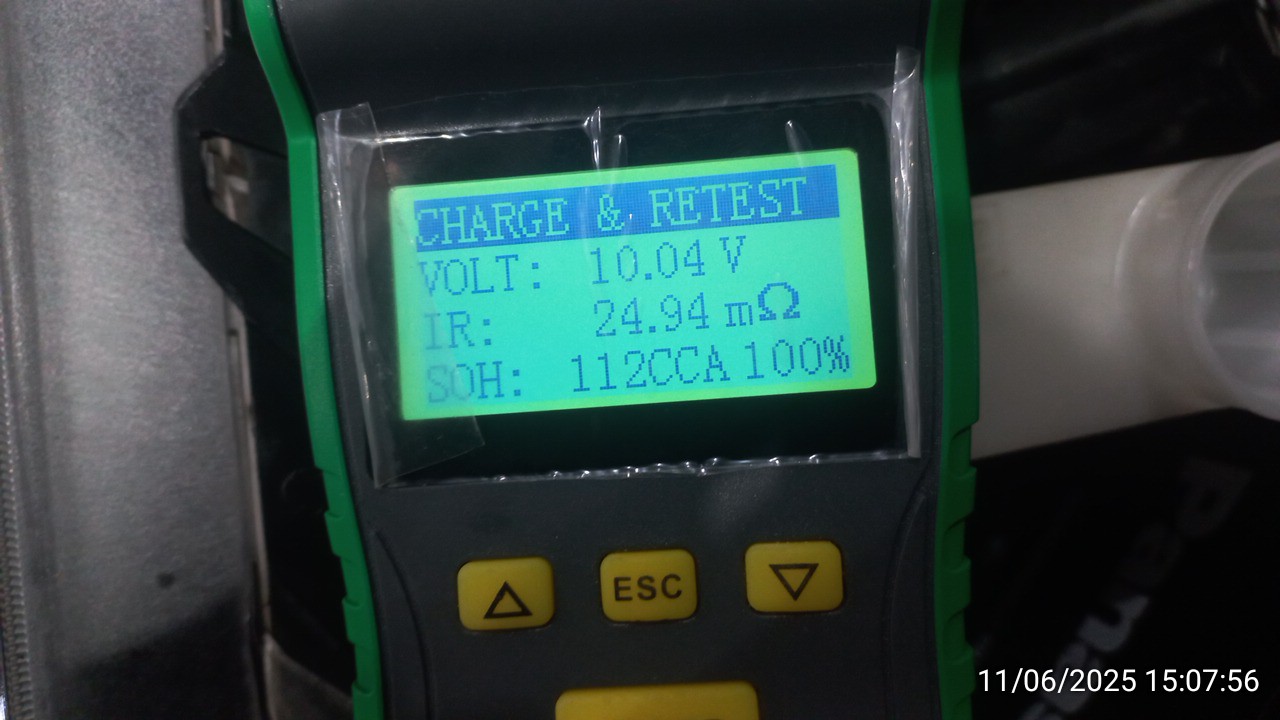 CHARGE & RETEST
VOLT: 10.04 V
IR: 24.94 mΩ
SOH: 112CCA 100%
ESC
11/06/2025 15:07:56